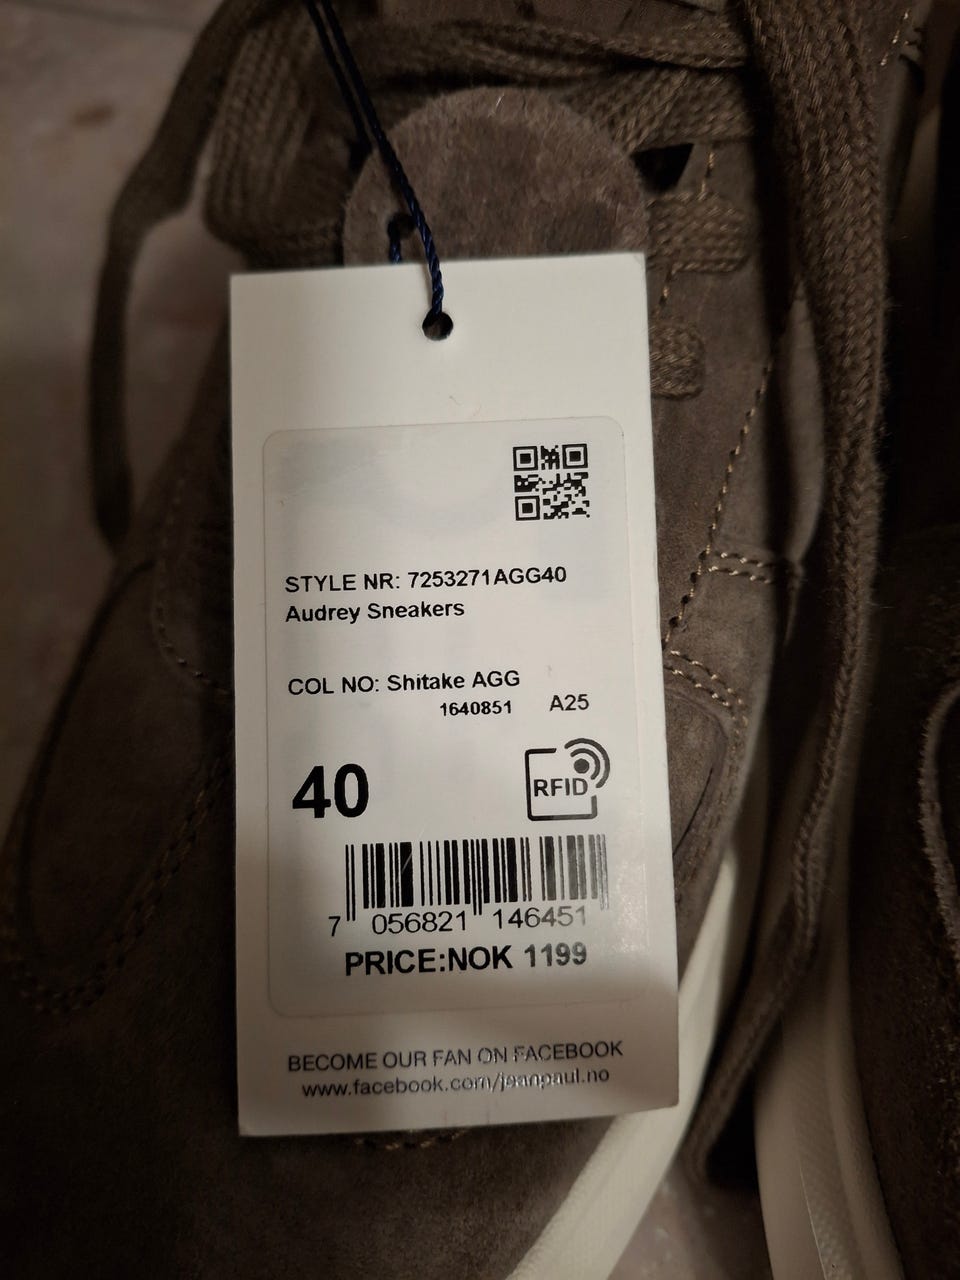 STYLE NR: 7253271AGG40
Audrey Sneakers
COL NO: Shitake AGG
1640851 A25
40
RFID
7 056821 146451
PRICE:NOK 1199
BECOME OUR FAN ON FACEBOOK
www.facebook.com/jeanpaul.no